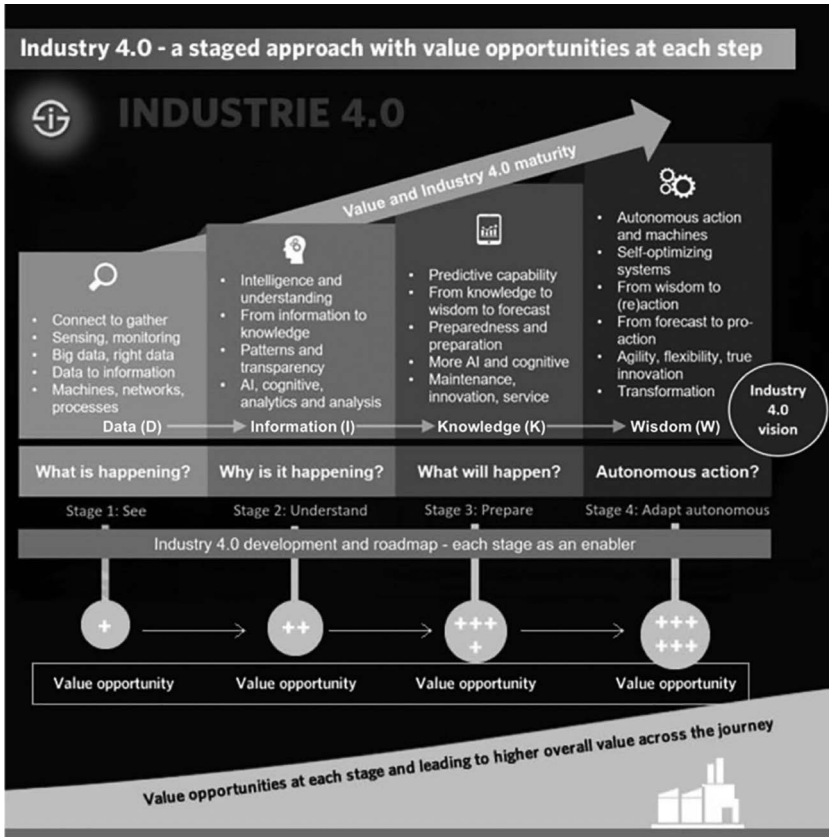 Industry 4.0 - a staged approach with value opportunities at each step
INDUSTRIE 4.0
Value and Industry 4.0 maturity
• Connect to gather
• Sensing, monitoring
• Big data, right data
• Data to information
• Machines, networks,
processes
Data (D)
• Intelligence and
understanding
• From information to
knowledge
• Patterns and
transparency
• AI, cognitive,
analytics and analysis
Information (I)
• Predictive capability
• From knowledge to
wisdom to forecast
• Preparedness and
preparation
• More AI and cognitive
• Maintenance,
innovation, service
Knowledge (K)
• Autonomous action
and machines
• Self-optimizing
systems
• From wisdom to
(re)action
• From forecast to pro-
action
• Agility, flexibility, true
innovation
• Transformation
Wisdom (W)
Industry
4.0
vision
What is happening?
Why is it happening?
What will happen?
Autonomous action?
Stage 1: See
Stage 2: Understand
Stage 3: Prepare
Stage 4: Adapt autonomous
Industry 4.0 development and roadmap - each stage as an enabler
+
++
+++
+
+++
+++
Value opportunity
Value opportunity
Value opportunity
Value opportunity
Value opportunities at each stage and leading to higher overall value across the journey